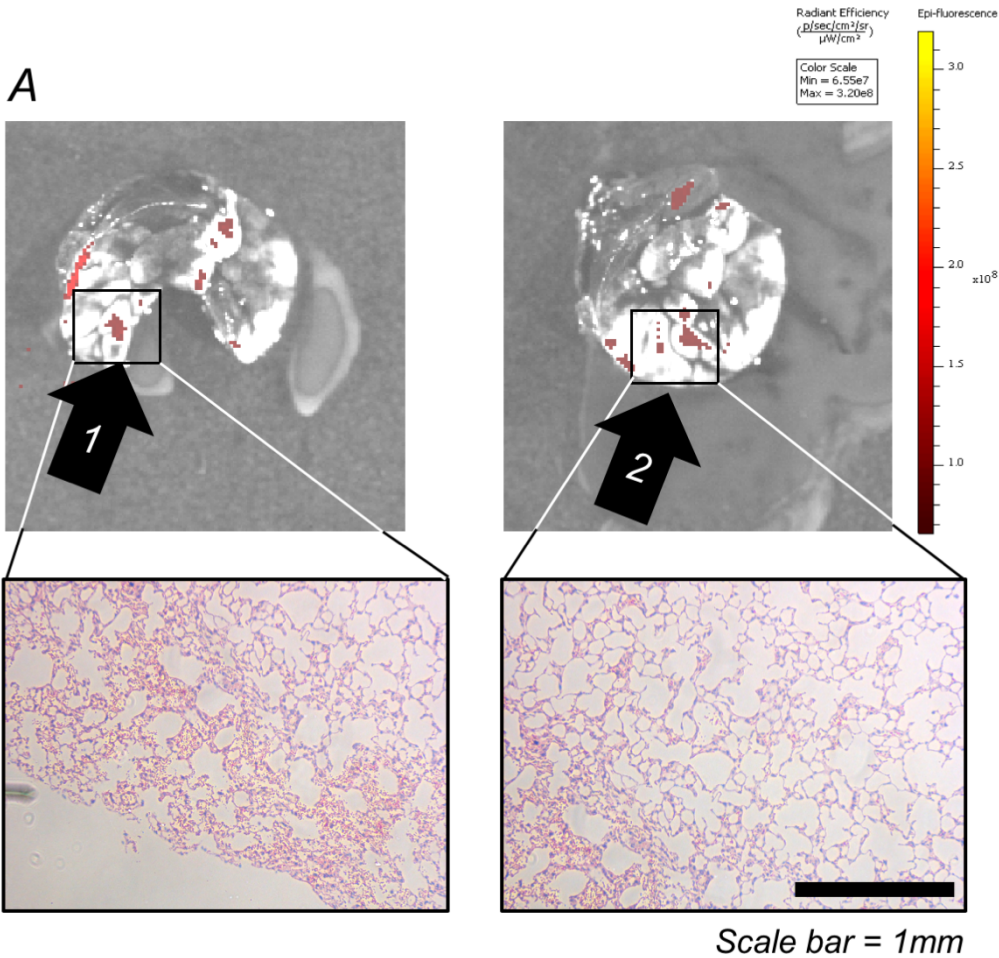 Radiant Efficiency
(p/sec/cm²/sr
µW/cm²)
Epi-fluorescence
Color Scale
Min = 6.55e7
Max = 3.20e8
A
3.0
2.5
2.0
x10⁸
1.5
1.0
1
2
Scale bar = 1mm